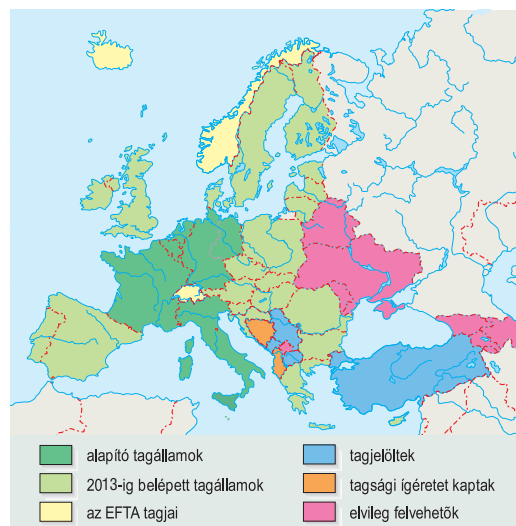 alapító tagállamok
2013-ig belépett tagállamok
az EFTA tagjai
tagjelöltek
tagsági ígéretet kaptak
elvileg felvehetők